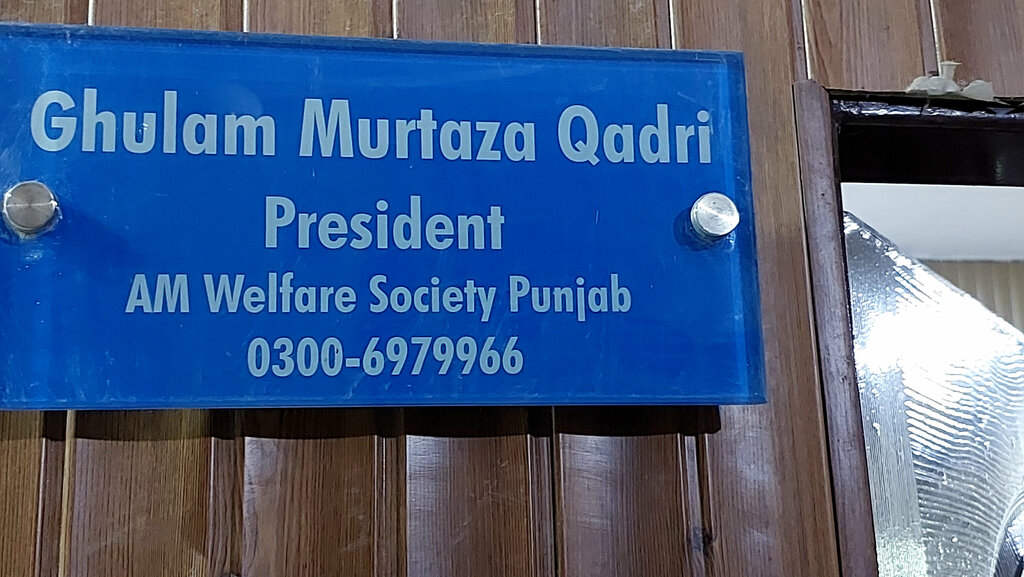 Ghulam Murtaza Qadri
President
AM Welfare Society Punjab
0300-6979966